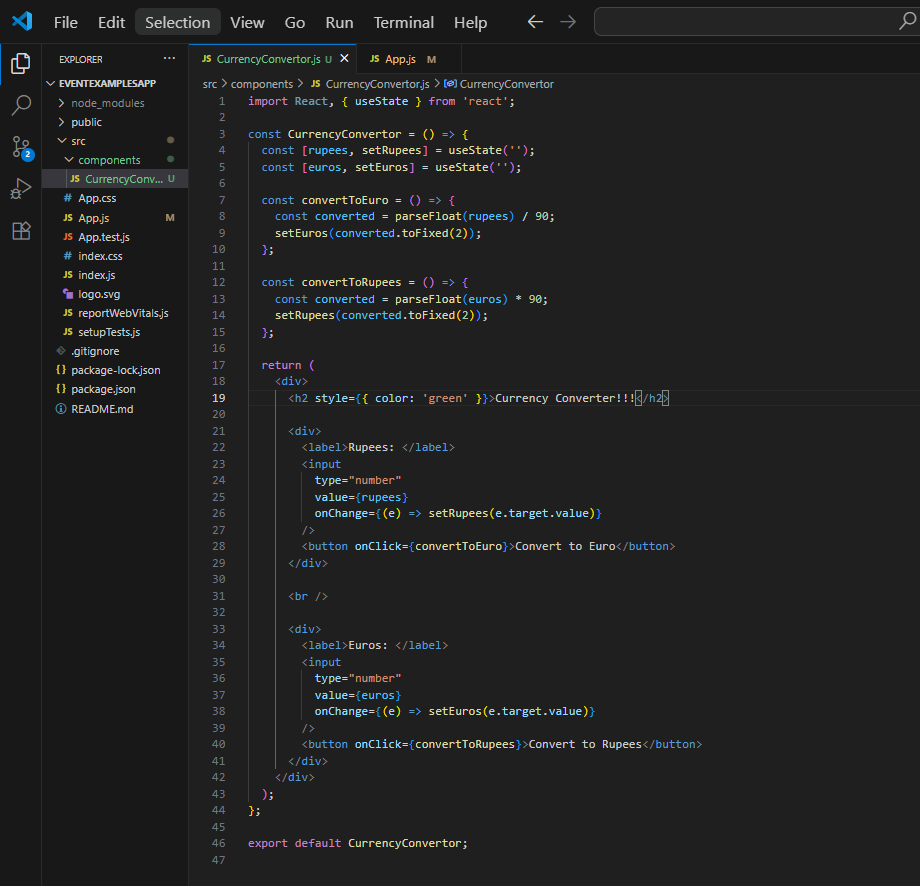 File Edit Selection View Go Run Terminal Help
EXPLORER ...
EVENTEXAMPLESAPP
node_modules
public
src
components
JS CurrencyConv... U
# App.css
JS App.js M
JS App.test.js
# index.css
JS index.js
logo.svg
JS reportWebVitals.js
JS setupTests.js
.gitignore
{} package-lock.json
{} package.json
README.md
2
JS CurrencyConvertor.js U JS App.js M
src > components > JS CurrencyConvertor.js > CurrencyConvertor
1 import React, { useState } from 'react';
2
3 const CurrencyConvertor = () => {
4 const [rupees, setRupees] = useState('');
5 const [euros, setEuros] = useState('');
6
7 const convertToEuro = () => {
8 const converted = parseFloat(rupees) / 90;
9 setEuros(converted.toFixed(2));
10 };
11
12 const convertToRupees = () => {
13 const converted = parseFloat(euros) * 90;
14 setRupees(converted.toFixed(2));
15 };
16
17 return (
18 <div>
19 <h2 style={{ color: 'green' }}>Currency Converter!!!</h2>
20
21 <div>
22 <label>Rupees: </label>
23 <input
24 type="number"
25 value={rupees}
26 onChange={(e) => setRupees(e.target.value)}
27 />
28 <button onClick={convertToEuro}>Convert to Euro</button>
29 </div>
30
31 <br />
32
33 <div>
34 <label>Euros: </label>
35 <input
36 type="number"
37 value={euros}
38 onChange={(e) => setEuros(e.target.value)}
39 />
40 <button onClick={convertToRupees}>Convert to Rupees</button>
41 </div>
42 </div>
43 );
44 };
45
46 export default CurrencyConvertor;
47